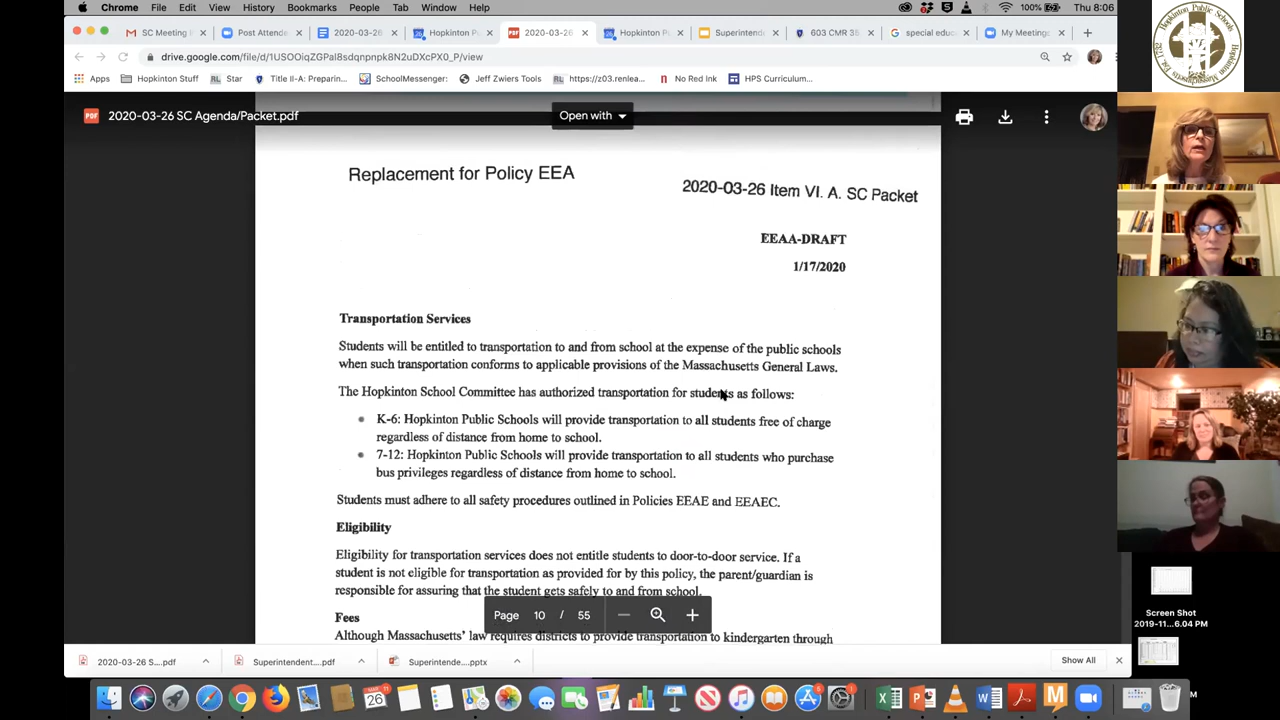 Chrome File Edit View History Bookmarks People Tab Window Help
100% Thu 8:06
SC Meeting
Post Attend
2020-03-26
Hopkinton P
2020-03-26
Hopkinton P
Superintend
603 CMR 38
special educ
My Meetings
drive.google.com/file/d/1USOOiqZGPaI8sdqnpnpk8N2uDXcPX0_P/view
Apps Hopkinton Stuff Star Title II-A: Preparin... SchoolMessenger: Jeff Zwiers Tools https://z03.renlea... No Red Ink HPS Curriculum...
PDF 2020-03-26 SC Agenda/Packet.pdf
Open with
Replacement for Policy EEA
2020-03-26 Item VI. A. SC Packet
EEAA-DRAFT
1/17/2020
Transportation Services
Students will be entitled to transportation to and from school at the expense of the public schools
when such transportation conforms to applicable provisions of the Massachusetts General Laws.
The Hopkinton School Committee has authorized transportation for students as follows:
K-6: Hopkinton Public Schools will provide transportation to all students free of charge
regardless of distance from home to school.
7-12: Hopkinton Public Schools will provide transportation to all students who purchase
bus privileges regardless of distance from home to school.
Students must adhere to all safety procedures outlined in Policies EEAE and EEAEC.
Eligibility
Eligibility for transportation services does not entitle students to door-to-door service. If a
student is not eligible for transportation as provided for by this policy, the parent/guardian is
responsible for assuring that the student gets safely to and from school.
Fees
Although Massachusetts' law requires districts to provide transportation to kindergarten through
Page 10 / 55
Hopkinton Public Schools
Screen Shot
2019-11...6.04 PM
2020-03-26 S....pdf
Superintendent....pdf
Superintende....pptx
Show All
26